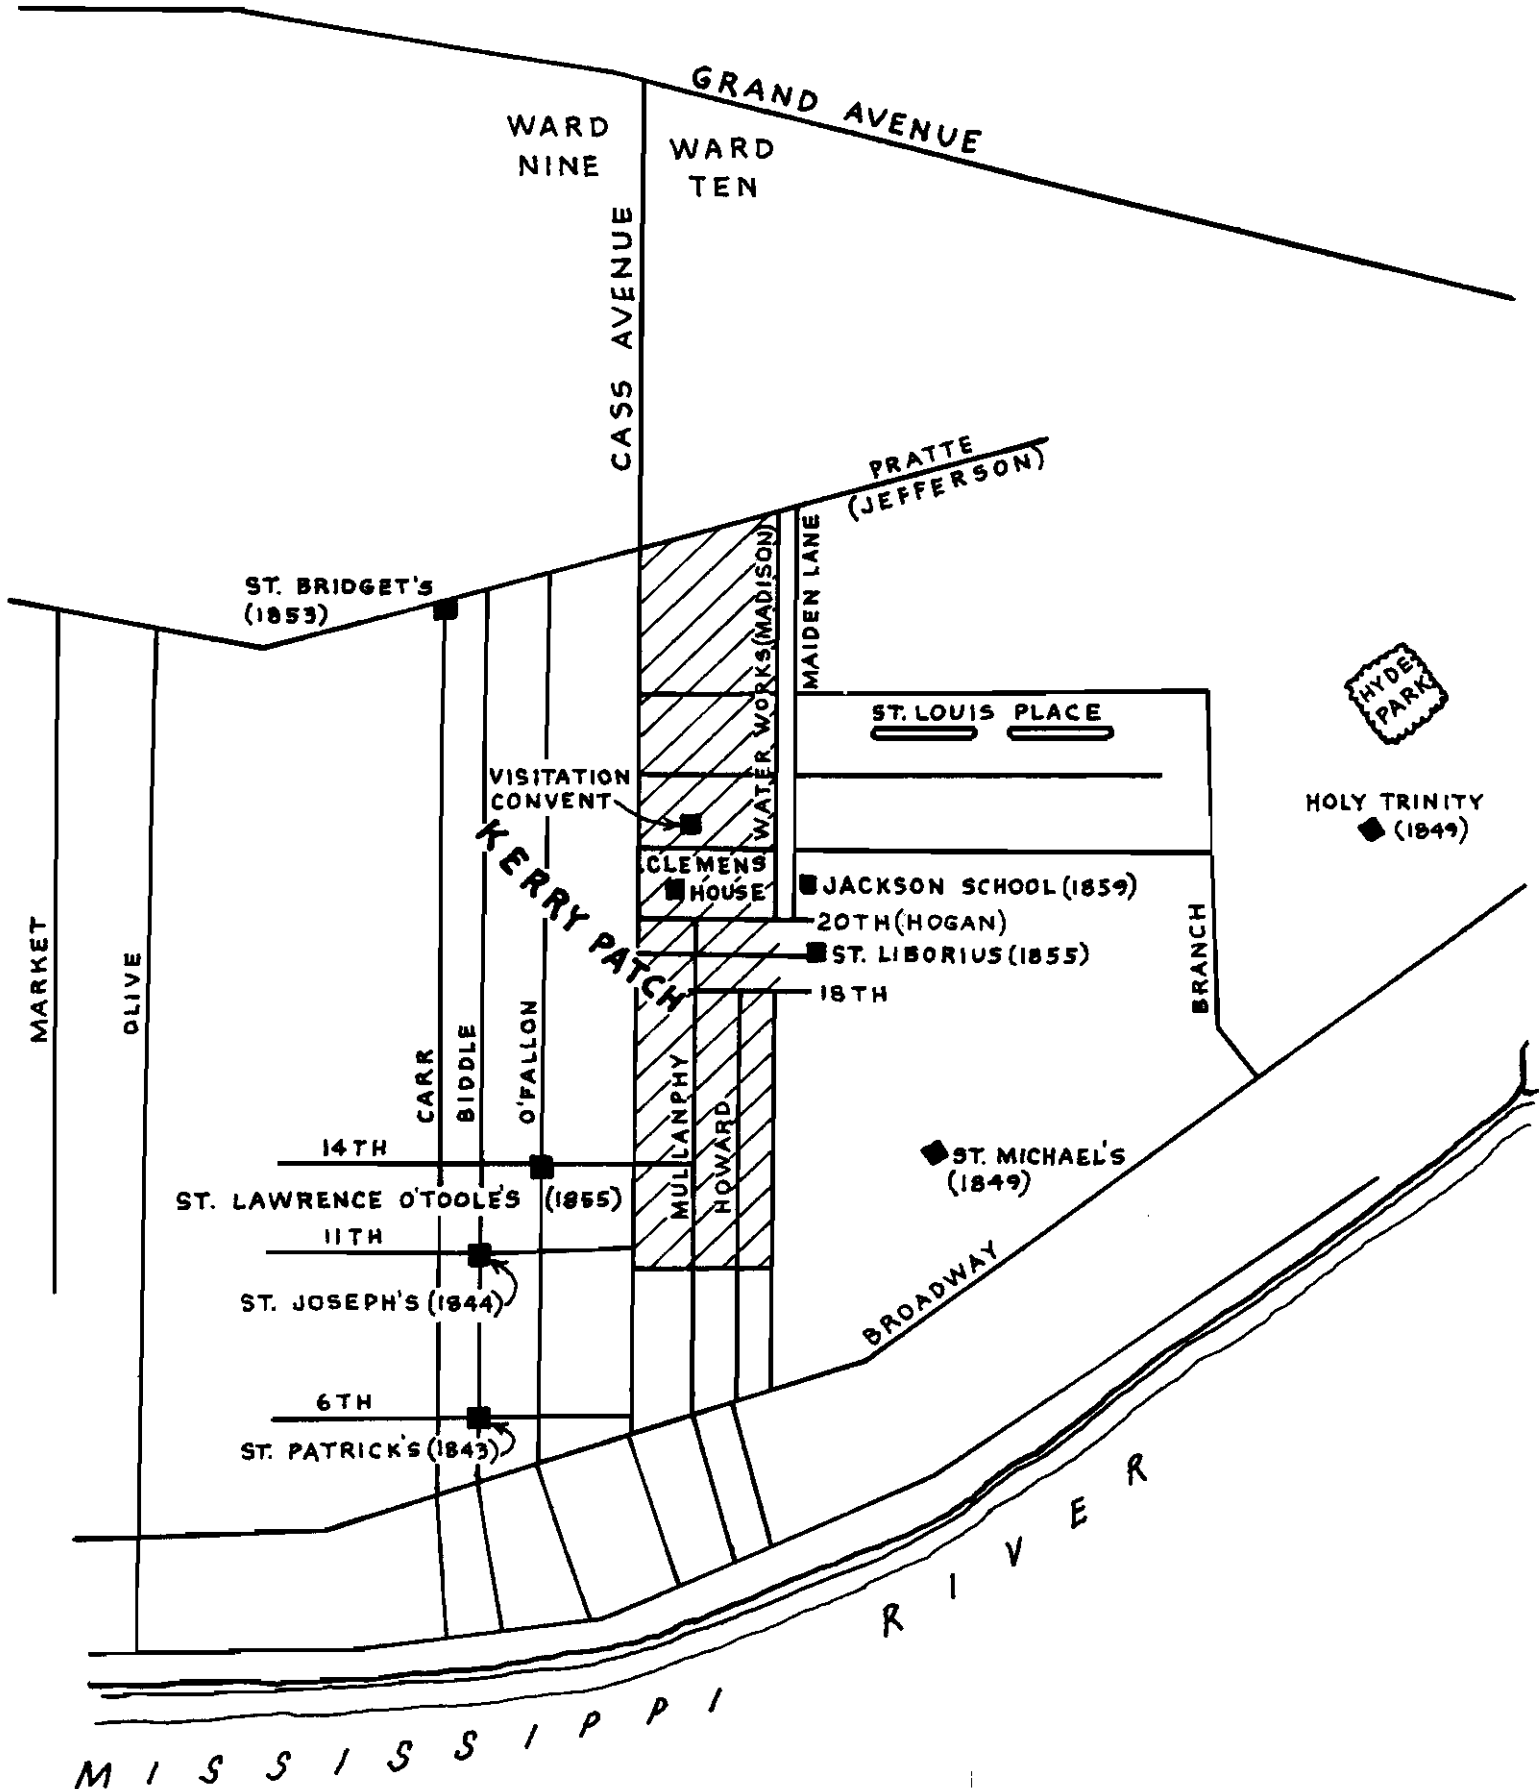 GRAND AVENUE
WARD
NINE
WARD
TEN
CASS AVENUE
PRATTE
(JEFFERSON)
ST. BRIDGET'S
(1853)
WATER WORKS (MADISON)
MAIDEN LANE
HYDE
PARK
ST. LOUIS PLACE
VISITATION
CONVENT
HOLY TRINITY
(1849)
KERRY PATCH
CLEMENS
HOUSE
JACKSON SCHOOL (1859)
20TH (HOGAN)
ST. LIBORIUS (1855)
18TH
MARKET
OLIVE
CARR
BIDDLE
O'FALLON
MULLANPHY
HOWARD
BRANCH
14TH
ST. LAWRENCE O'TOOLE'S (1855)
ST. MICHAEL'S
(1849)
11TH
ST. JOSEPH'S (1844)
BROADWAY
6TH
ST. PATRICK'S (1843)
MISSISSIPPI RIVER